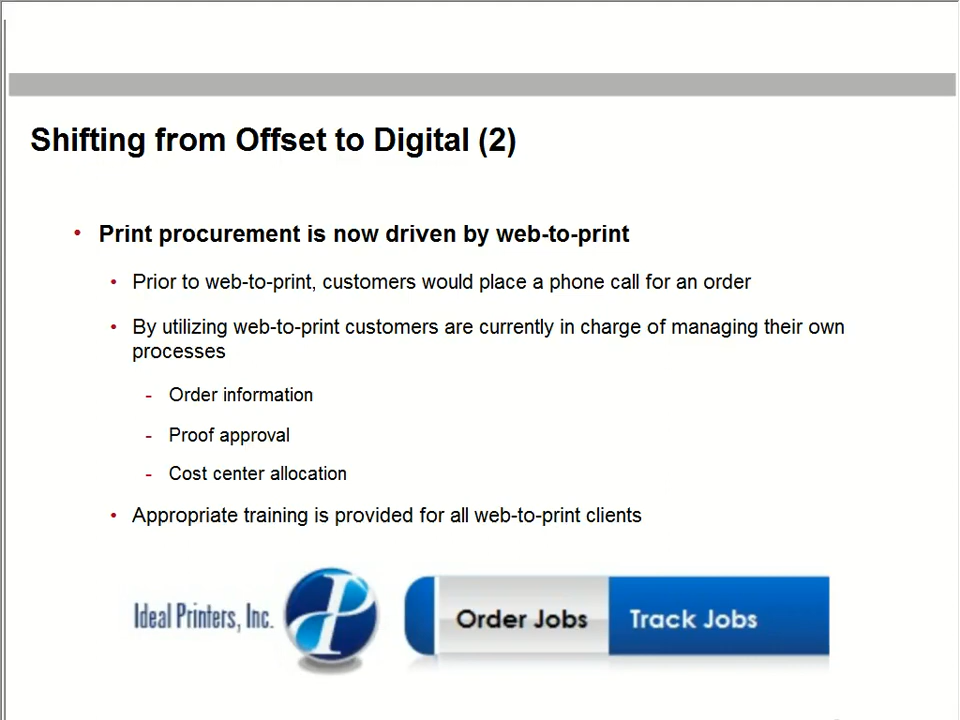 Shifting from Offset to Digital (2)
• Print procurement is now driven by web-to-print
• Prior to web-to-print, customers would place a phone call for an order
• By utilizing web-to-print customers are currently in charge of managing their own
processes
- Order information
- Proof approval
- Cost center allocation
• Appropriate training is provided for all web-to-print clients
Ideal Printers, Inc.
Order Jobs Track Jobs